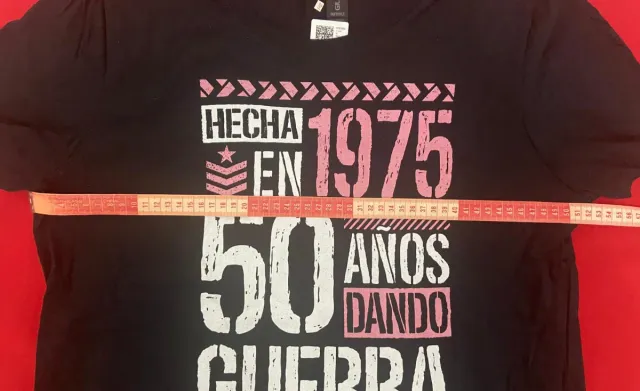 HECHA 1975
EN
50 AÑOS
DANDO
GUERRA